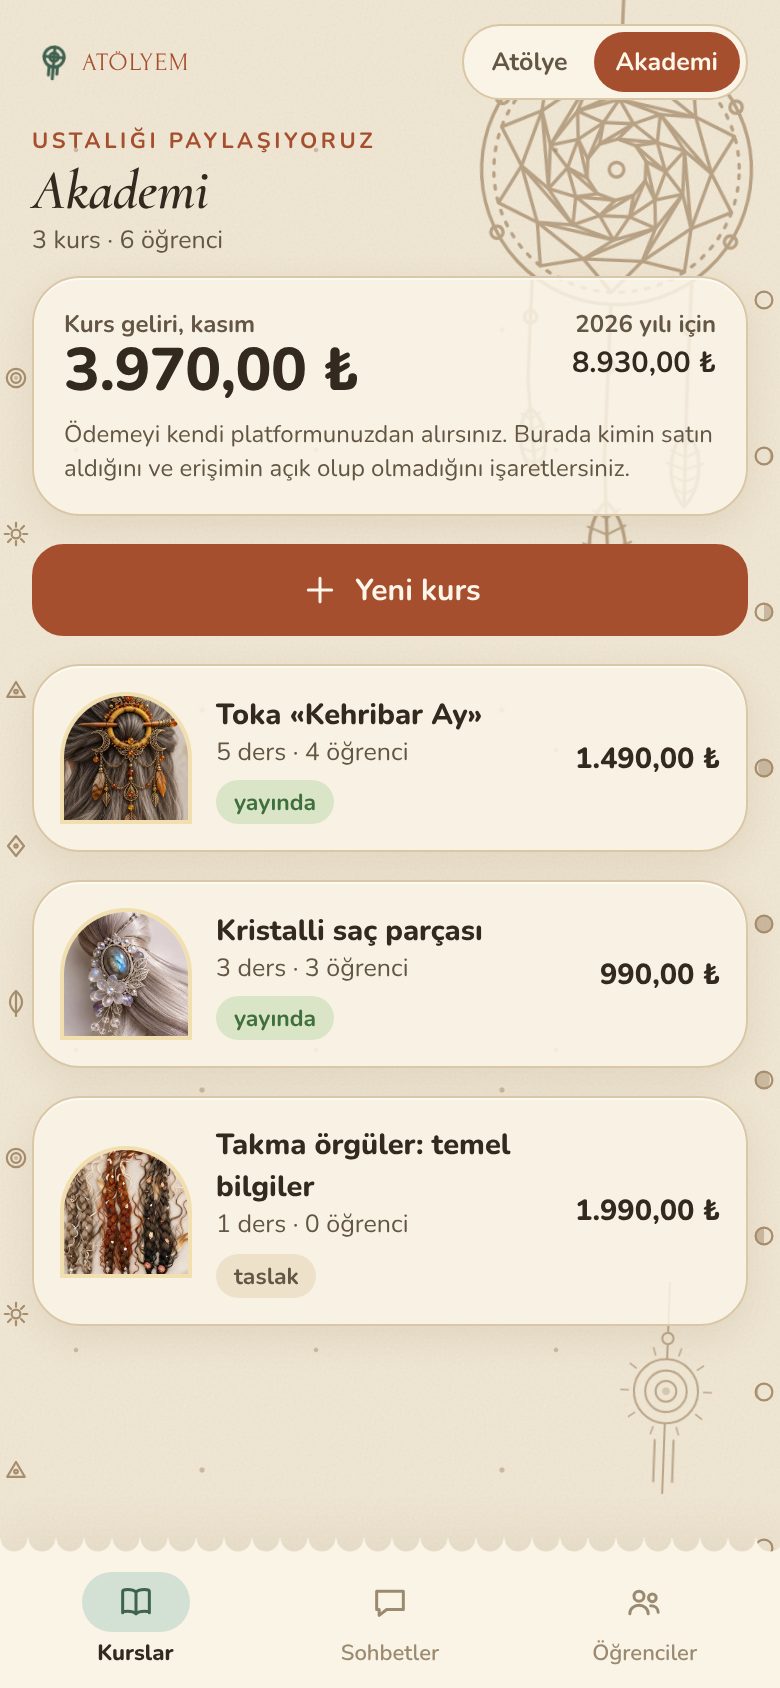 ATÖLYEM
Atölye
Akademi
USTALIĞI PAYLAŞIYORUZ
Akademi
3 kurs · 6 öğrenci
Kurs geliri, kasım
2026 yılı için
3.970,00 ₺
8.930,00 ₺
Ödemeyi kendi platformunuzdan alırsınız. Burada kimin satın
aldığını ve erişimin açık olup olmadığını işaretlersiniz.
Yeni kurs
Toka «Kehribar Ay»
5 ders · 4 öğrenci
1.490,00 ₺
yayında
Kristalli saç parçası
3 ders · 3 öğrenci
990,00 ₺
yayında
Takma örgüler: temel
bilgiler
1 ders · 0 öğrenci
1.990,00 ₺
taslak
Kurslar
Sohbetler
Öğrenciler